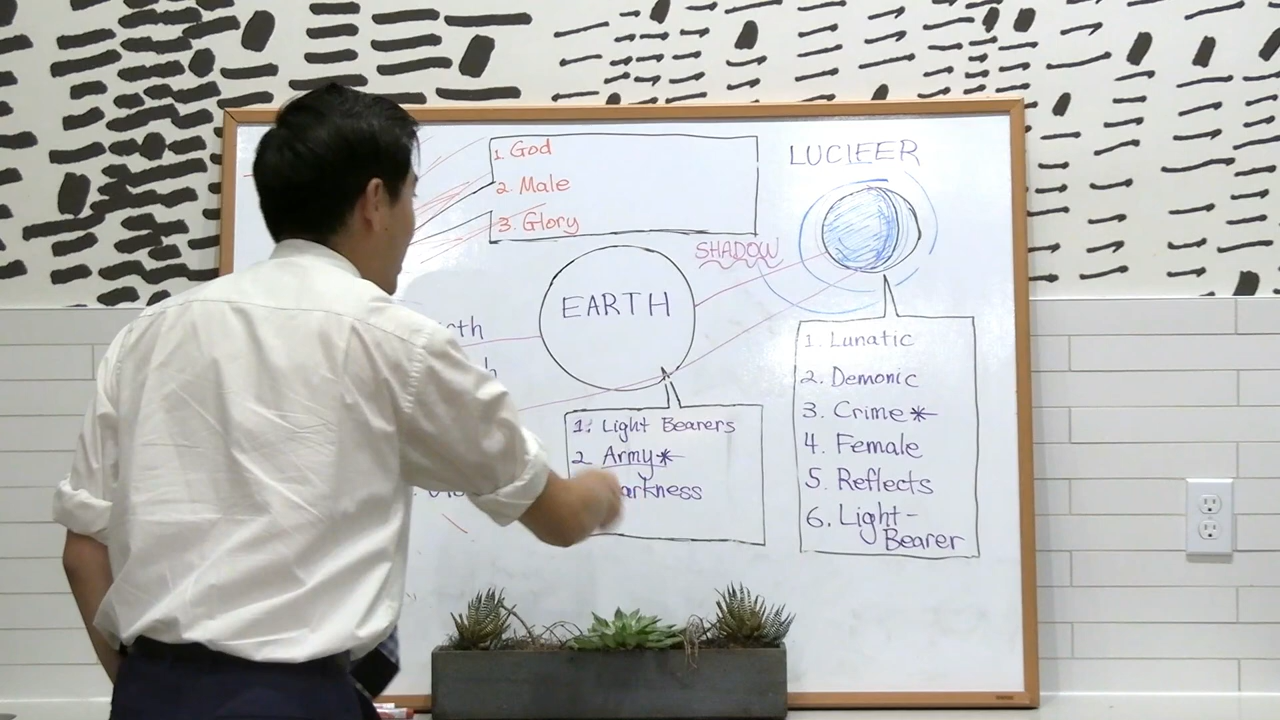 1. God
2. Male
3. Glory
LUCIFER
SHADOW
EARTH
1. Light Bearers
2. Army*
1. Lunatic
2. Demonic
3. Crime*
4. Female
5. Reflects
6. Light-
Bearer